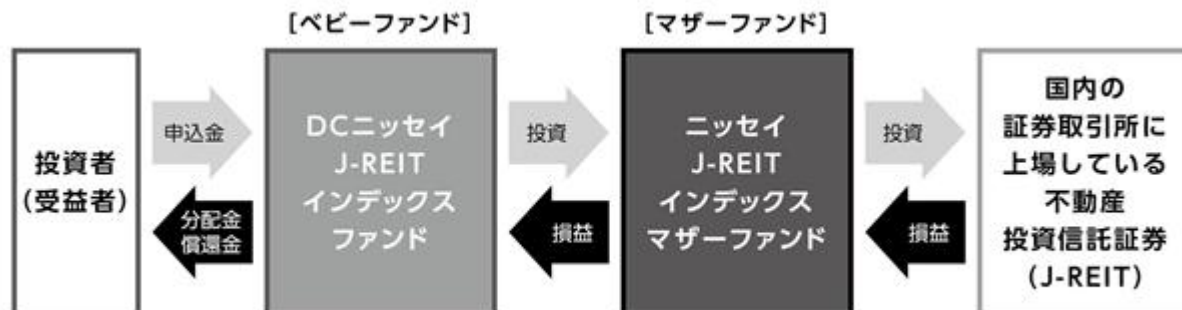 [ベビーファンド]
[マザーファンド]
投資者
(受益者)
申込金
分配金
償還金
DCニッセイ
J-REIT
インデックス
ファンド
投資
損益
ニッセイ
J-REIT
インデックス
マザーファンド
投資
損益
国内の
証券取引所に
上場している
不動産
投資信託証券
(J-REIT)